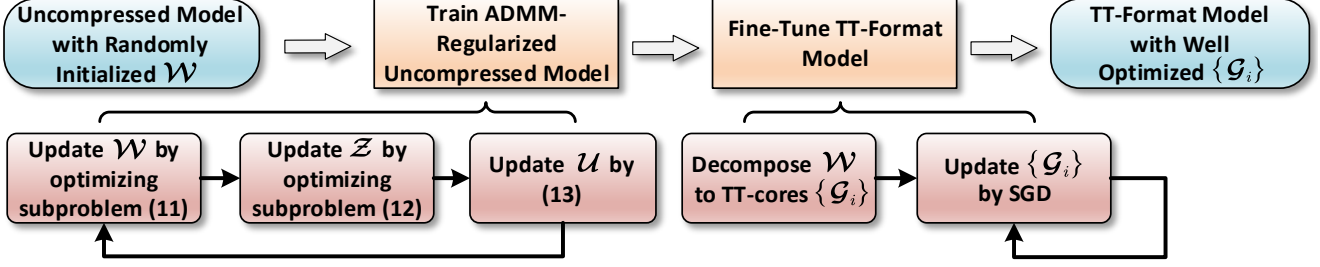 Uncompressed Model
with Randomly
Initialized 𝒲
Train ADMM-
Regularized
Uncompressed Model
Fine-Tune TT-Format
Model
TT-Format Model
with Well
Optimized {𝒢ᵢ}
Update 𝒲 by
optimizing
subproblem (11)
Update 𝒵 by
optimizing
subproblem (12)
Update 𝒰 by
(13)
Decompose 𝒲
to TT-cores {𝒢ᵢ}
Update {𝒢ᵢ}
by SGD